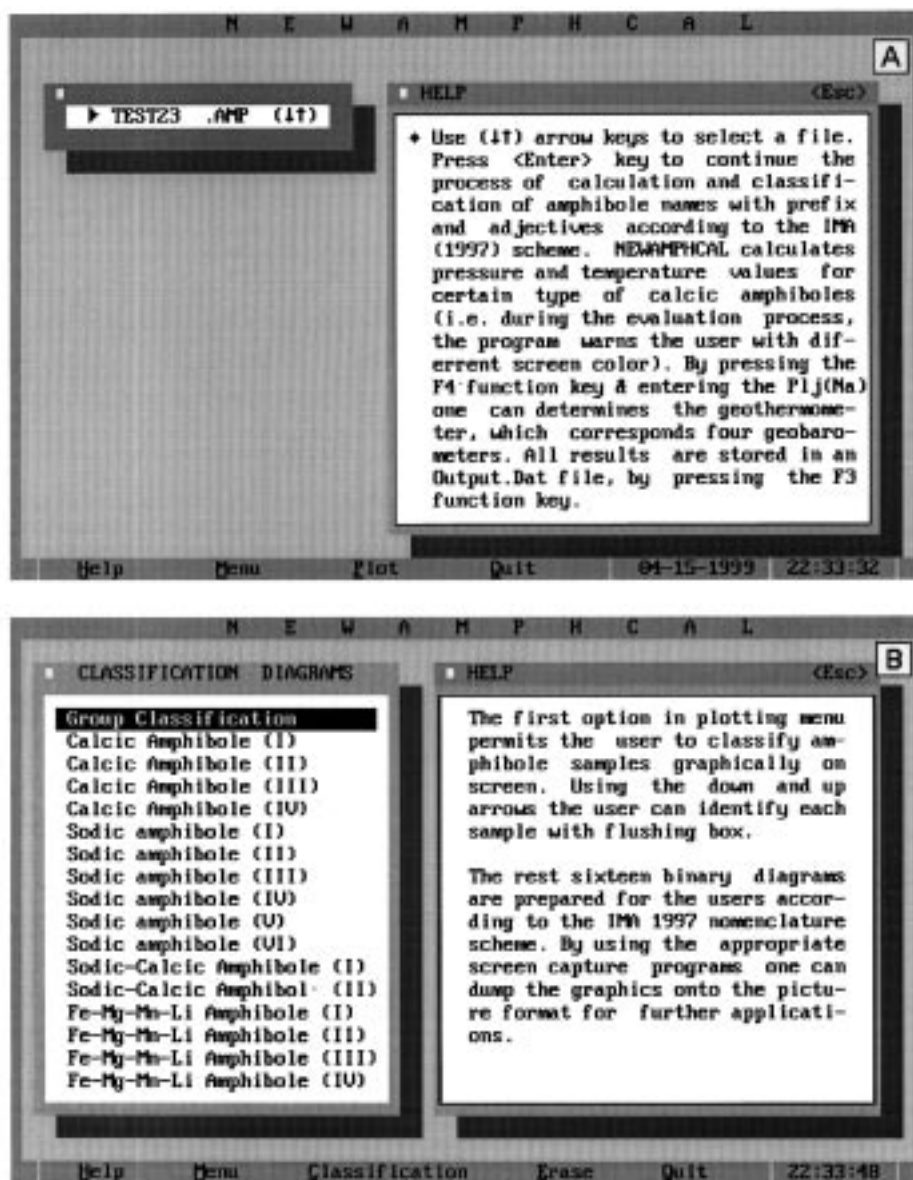 N E W A M P H C A L
A
▶ TEST23 .AMP (↓↑)
HELP <Esc>
♦ Use (↓↑) arrow keys to select a file.
Press <Enter> key to continue the
process of calculation and classifi-
cation of amphibole names with prefix
and adjectives according to the IMA
(1997) scheme. NEWAMPHCAL calculates
pressure and temperature values for
certain type of calcic amphiboles
(i.e. during the evaluation process,
the program warns the user with dif-
errent screen color). By pressing the
F4 function key & entering the Plj(Na)
one can determines the geothermome-
ter, which corresponds four geobaro-
meters. All results are stored in an
Output.Dat file, by pressing the F3
function key.
Help Menu Plot Quit 04-15-1999 22:33:32
N E W A M P H C A L
B
CLASSIFICATION DIAGRAMS
Group Classification
Calcic Amphibole (I)
Calcic Amphibole (II)
Calcic Amphibole (III)
Calcic Amphibole (IV)
Sodic amphibole (I)
Sodic amphibole (II)
Sodic amphibole (III)
Sodic amphibole (IV)
Sodic amphibole (V)
Sodic amphibole (VI)
Sodic-Calcic Amphibole (I)
Sodic-Calcic Amphibol (II)
Fe-Mg-Mn-Li Amphibole (I)
Fe-Mg-Mn-Li Amphibole (II)
Fe-Mg-Mn-Li Amphibole (III)
Fe-Mg-Mn-Li Amphibole (IV)
HELP <Esc>
The first option in plotting menu
permits the user to classify am-
phibole samples graphically on
screen. Using the down and up
arrows the user can identify each
sample with flushing box.
The rest sixteen binary diagrams
are prepared for the users accor-
ding to the IMA 1997 nomenclature
scheme. By using the appropriate
screen capture programs one can
dump the graphics onto the pictu-
re format for further applicati-
ons.
Help Menu Classification Erase Quit 22:33:48